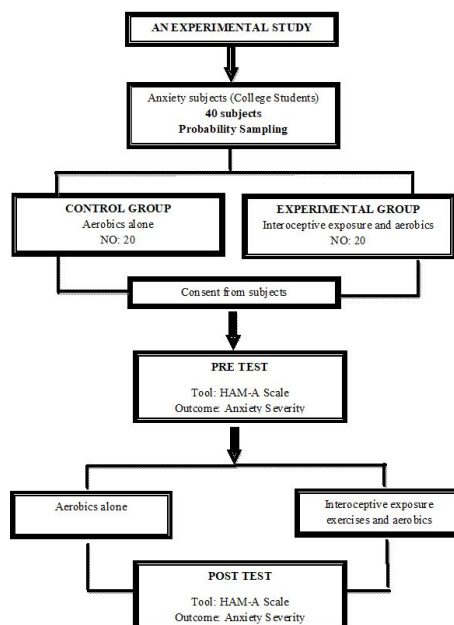 AN EXPERIMENTAL STUDY
Anxiety subjects (College Students)
40 subjects
Probability Sampling
CONTROL GROUP
Aerobics alone
NO: 20
EXPERIMENTAL GROUP
Interoceptive exposure and aerobics
NO: 20
Consent from subjects
PRE TEST
Tool: HAM-A Scale
Outcome: Anxiety Severity
Aerobics alone
Interoceptive exposure
exercises and aerobics
POST TEST
Tool: HAM-A Scale
Outcome: Anxiety Severity